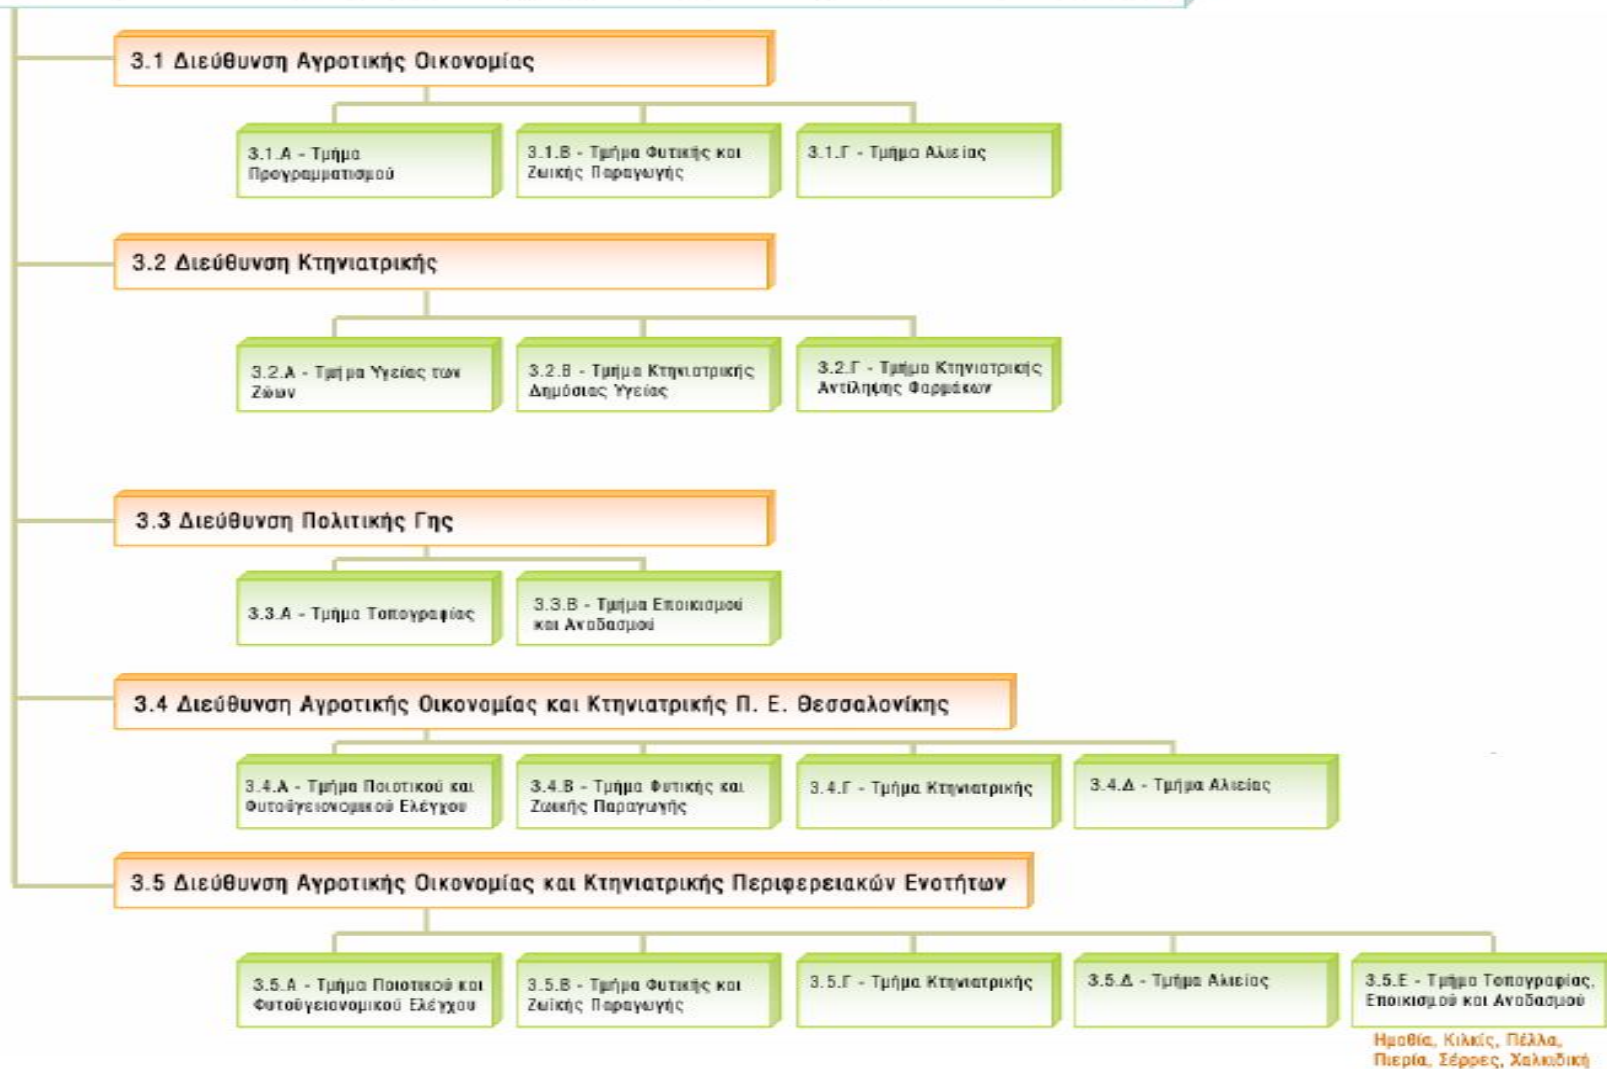 3.1 Διεύθυνση Αγροτικής Οικονομίας
3.1.Α - Τμήμα
Προγραμματισμού
3.1.Β - Τμήμα Φυτικής και
Ζωικής Παραγωγής
3.1.Γ - Τμήμα Αλιείας
3.2 Διεύθυνση Κτηνιατρικής
3.2.Α - Τμήμα Υγείας των
Ζώων
3.2.Β - Τμήμα Κτηνιατρικής
Δημόσιας Υγείας
3.2.Γ - Τμήμα Κτηνιατρικής
Αντίληψης Φαρμάκων
3.3 Διεύθυνση Πολιτικής Γης
3.3.Α - Τμήμα Τοπογραφίας
3.3.Β - Τμήμα Εποικισμού
και Αναδασμού
3.4 Διεύθυνση Αγροτικής Οικονομίας και Κτηνιατρικής Π. Ε. Θεσσαλονίκης
3.4.Α - Τμήμα Ποιοτικού και
Φυτοϋγειονομικού Ελέγχου
3.4.Β - Τμήμα Φυτικής και
Ζωικής Παραγωγής
3.4.Γ - Τμήμα Κτηνιατρικής
3.4.Δ - Τμήμα Αλιείας
3.5 Διεύθυνση Αγροτικής Οικονομίας και Κτηνιατρικής Περιφερειακών Ενοτήτων
3.5.Α - Τμήμα Ποιοτικού και
Φυτοϋγειονομικού Ελέγχου
3.5.Β - Τμήμα Φυτικής και
Ζωϊκής Παραγωγής
3.5.Γ - Τμήμα Κτηνιατρικής
3.5.Δ - Τμήμα Αλιείας
3.5.Ε - Τμήμα Τοπογραφίας,
Εποικισμού και Αναδασμού
Ημαθία, Κιλκίς, Πέλλα,
Πιερία, Σέρρες, Χαλκιδική